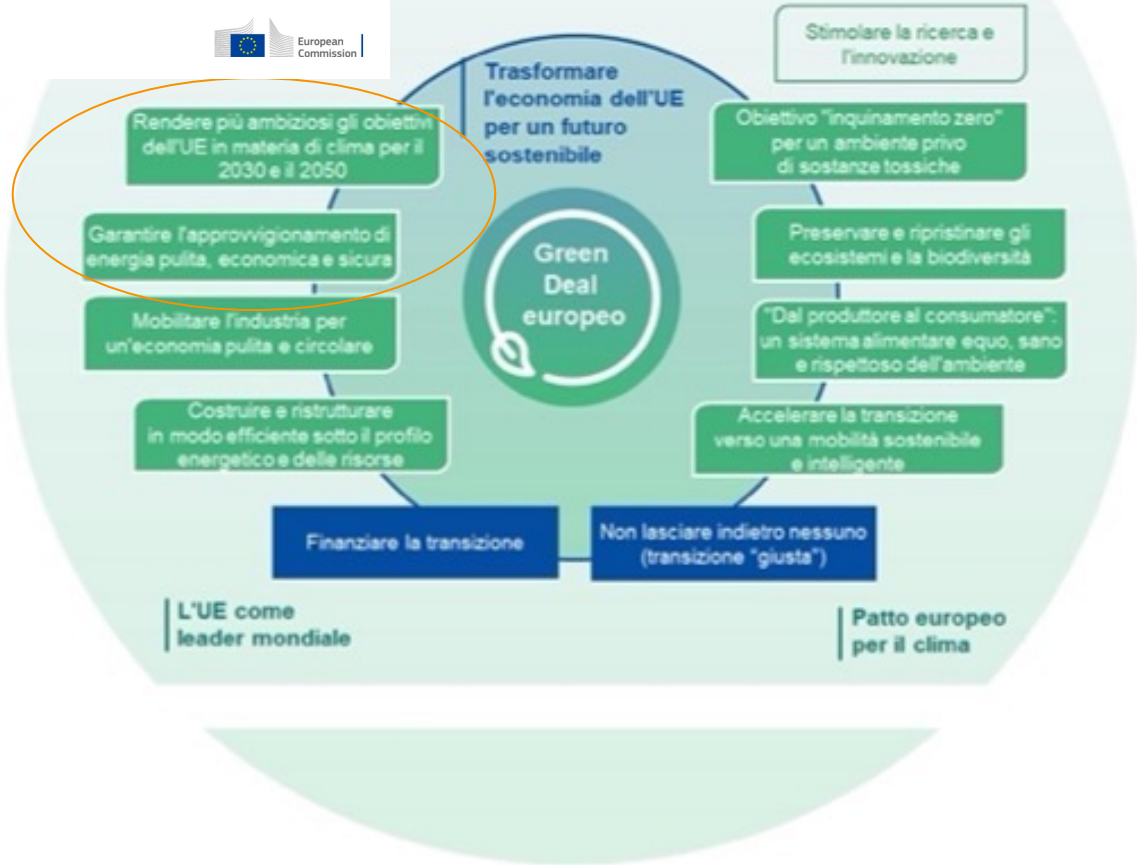 European
Commission
Stimolare la ricerca e
l'innovazione
Trasformare
l'economia dell'UE
per un futuro
sostenibile
Rendere più ambiziosi gli obiettivi
dell'UE in materia di clima per il
2030 e il 2050
Obiettivo "inquinamento zero"
per un ambiente privo
di sostanze tossiche
Garantire l'approvvigionamento di
energia pulita, economica e sicura
Preservare e ripristinare gli
ecosistemi e la biodiversità
Green
Deal
europeo
Mobilitare l'industria per
un'economia pulita e circolare
"Dal produttore al consumatore":
un sistema alimentare equo, sano
e rispettoso dell'ambiente
Costruire e ristrutturare
in modo efficiente sotto il profilo
energetico e delle risorse
Accelerare la transizione
verso una mobilità sostenibile
e intelligente
Finanziare la transizione
Non lasciare indietro nessuno
(transizione "giusta")
L'UE come
leader mondiale
Patto europeo
per il clima